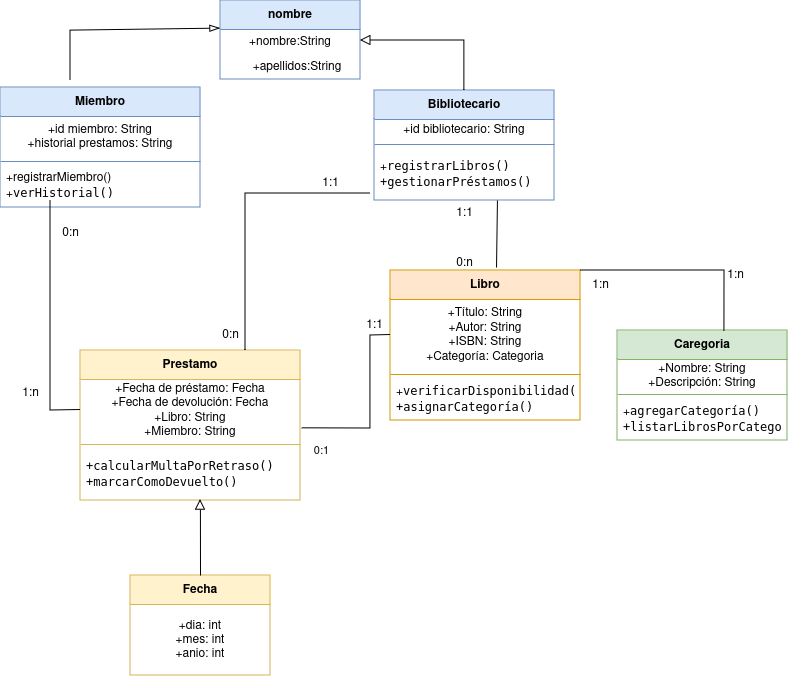 nombre
+nombre:String
+apellidos:String
Miembro
+id miembro: String
+historial prestamos: String
+registrarMiembro()
+verHistorial()
Bibliotecario
+id bibliotecario: String
+registrarLibros()
+gestionarPréstamos()
1:1
1:1
0:n
0:n
Libro
+Título: String
+Autor: String
+ISBN: String
+Categoría: Categoria
+verificarDisponibilidad(
+asignarCategoría()
1:n
1:n
Caregoria
+Nombre: String
+Descripción: String
+agregarCategoría()
+listarLibrosPorCatego
0:n
1:1
Prestamo
+Fecha de préstamo: Fecha
+Fecha de devolución: Fecha
+Libro: String
+Miembro: String
+calcularMultaPorRetraso()
+marcarComoDevuelto()
1:n
0:1
Fecha
+dia: int
+mes: int
+anio: int